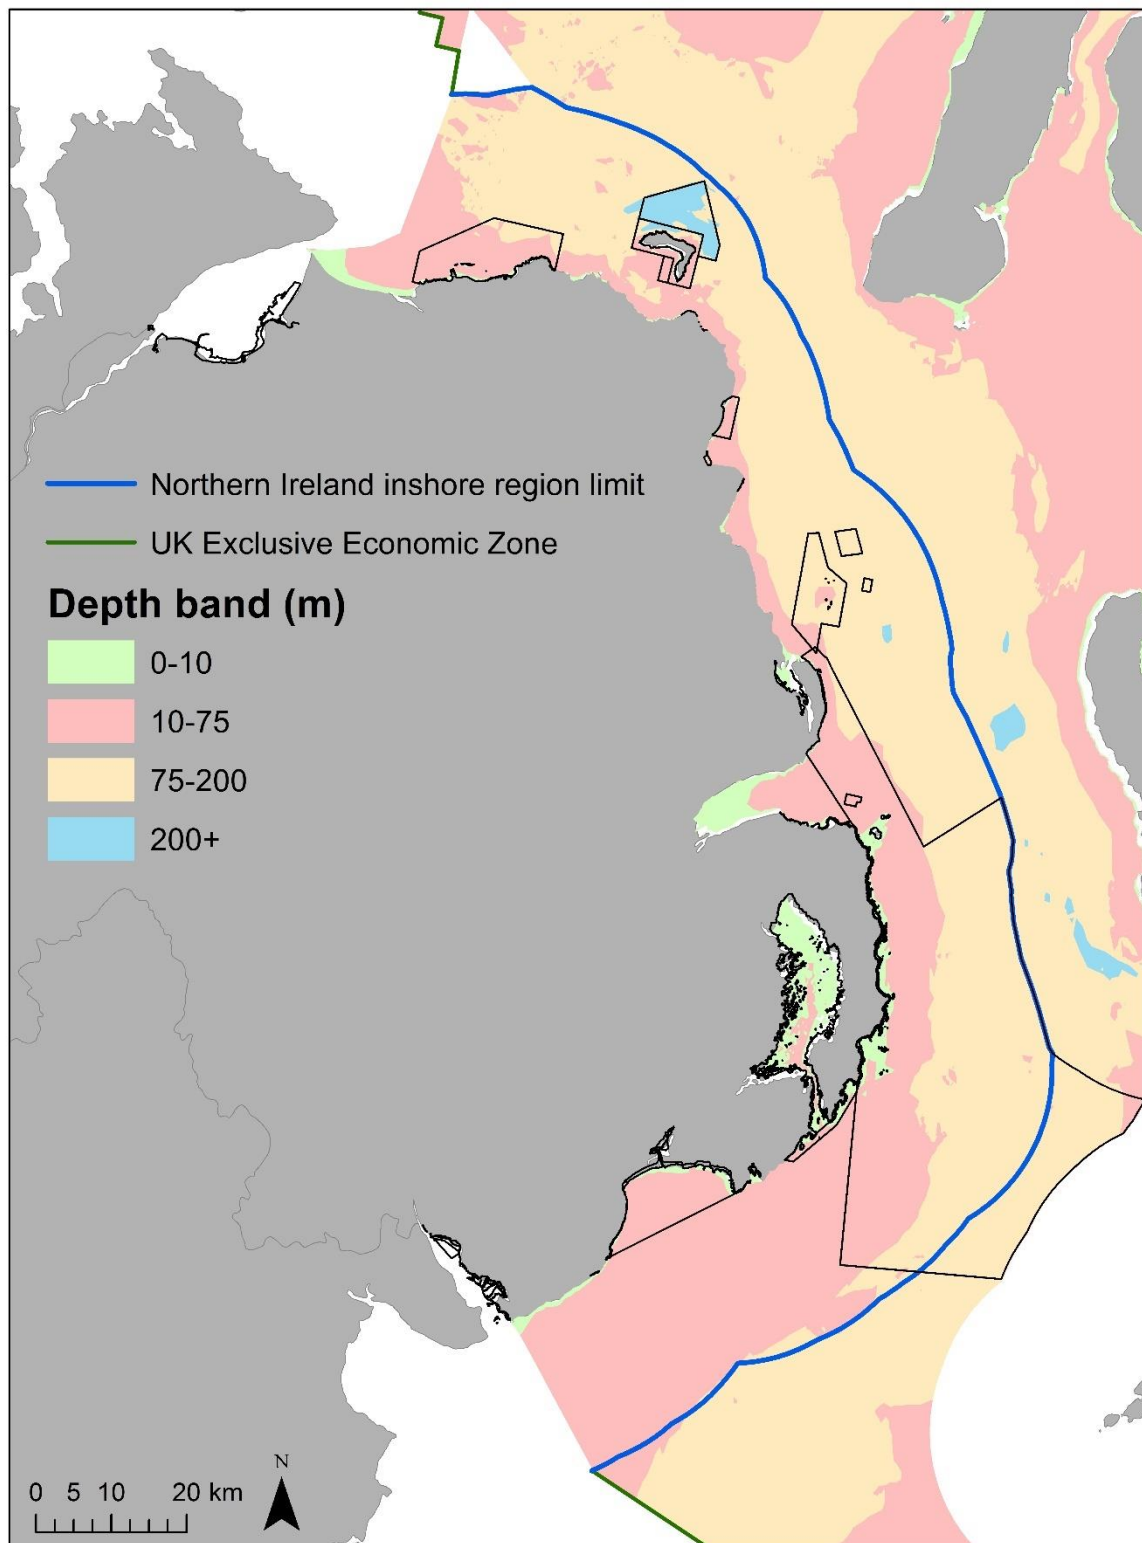 Northern Ireland inshore region limit
UK Exclusive Economic Zone
Depth band (m)
0-10
10-75
75-200
200+
N
0 5 10 20 km